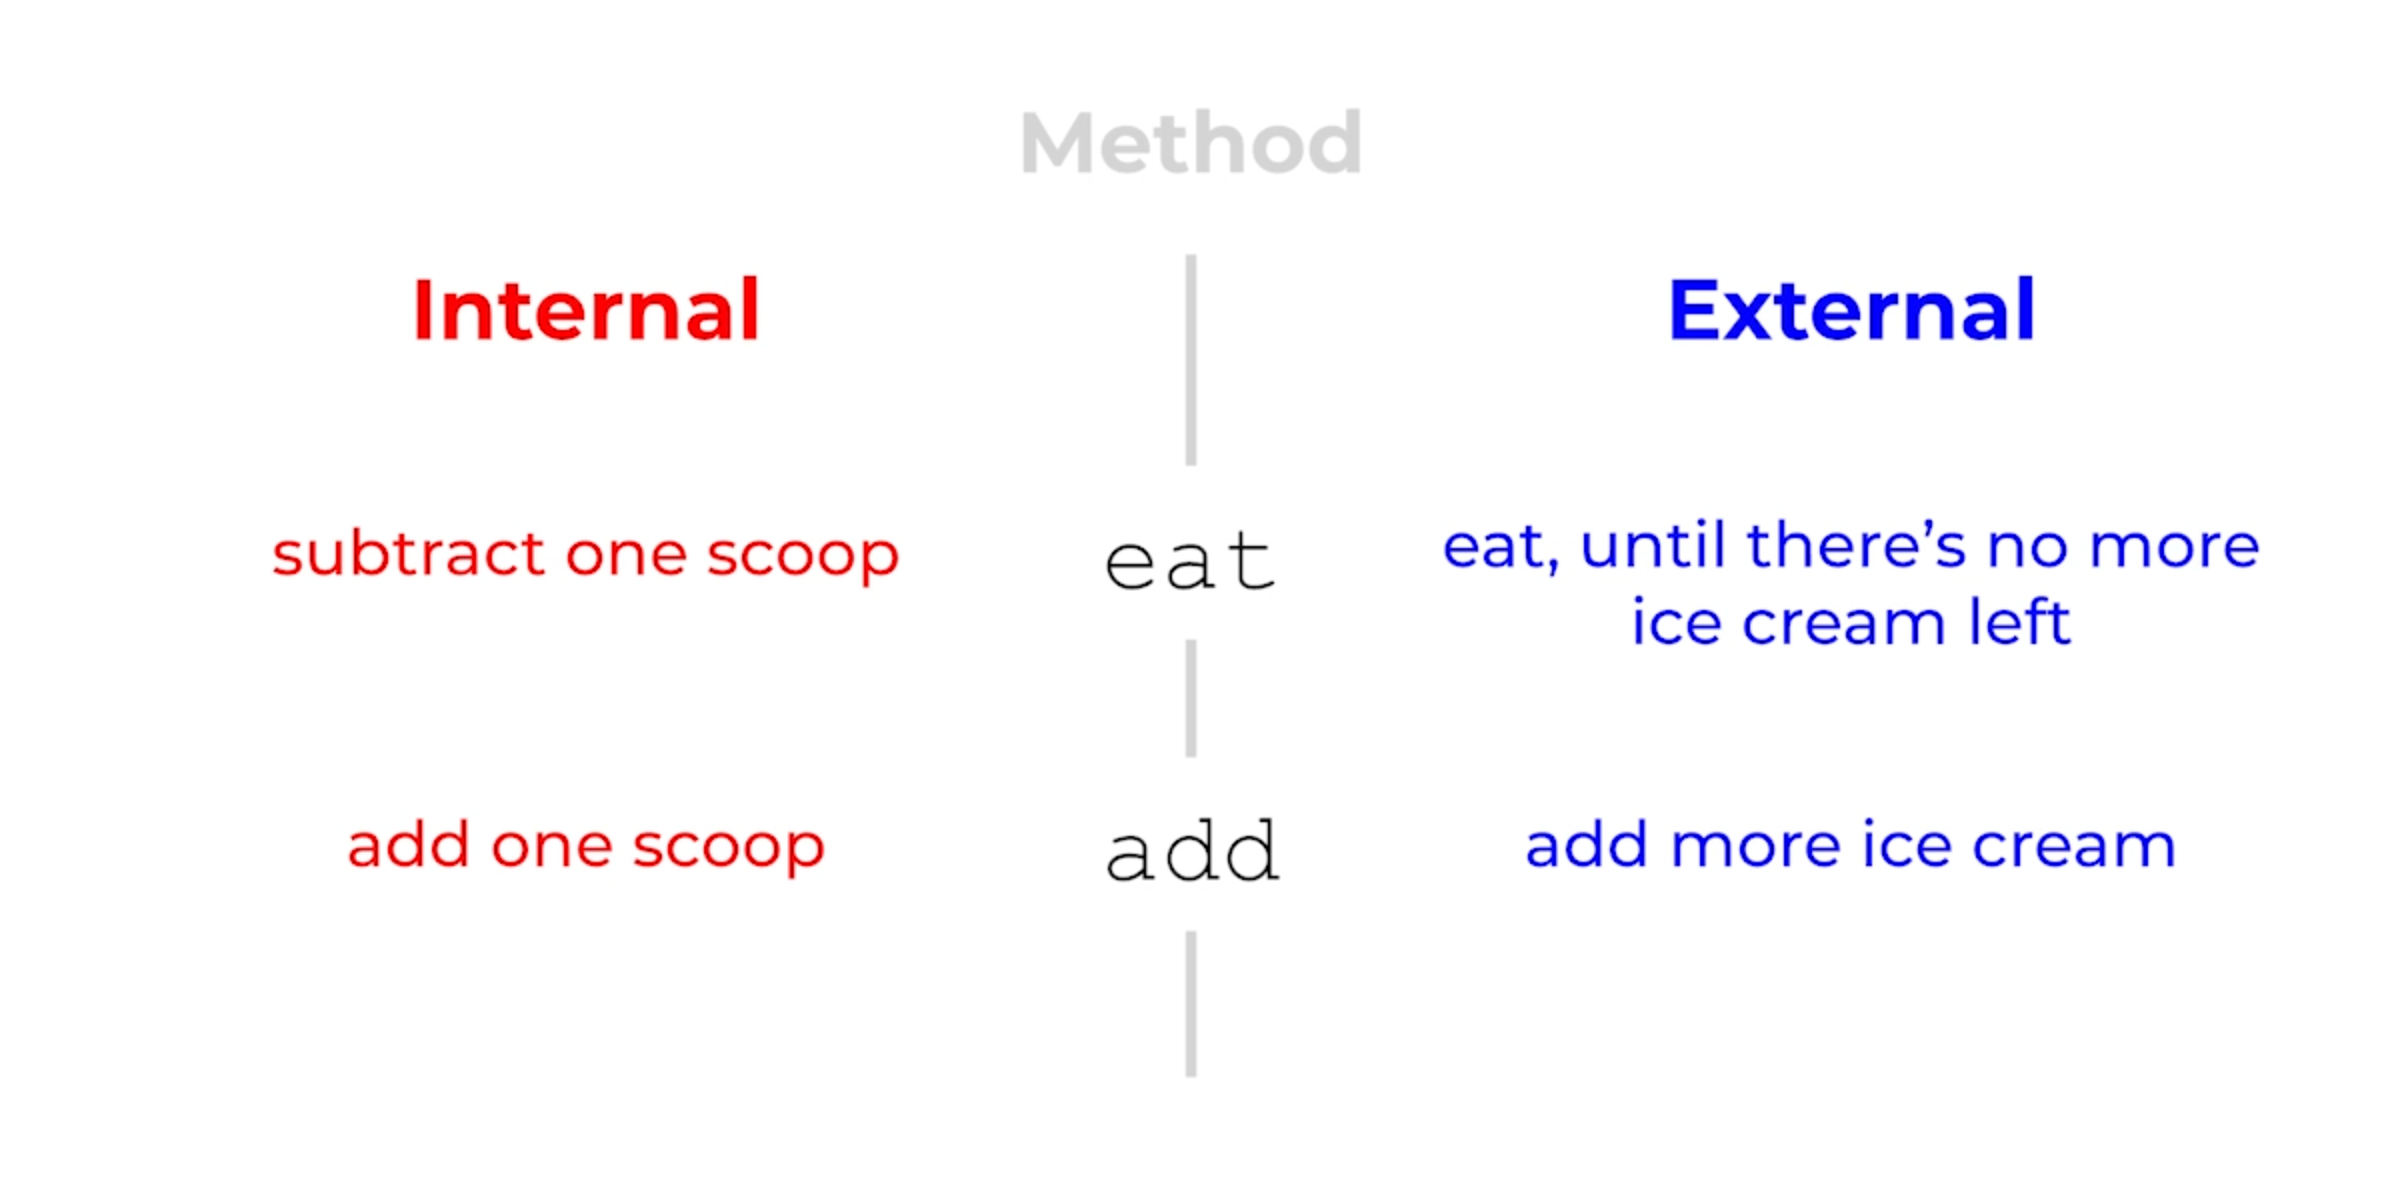 Method
Internal
External
subtract one scoop
eat
eat, until there’s no more
ice cream left
add one scoop
add
add more ice cream